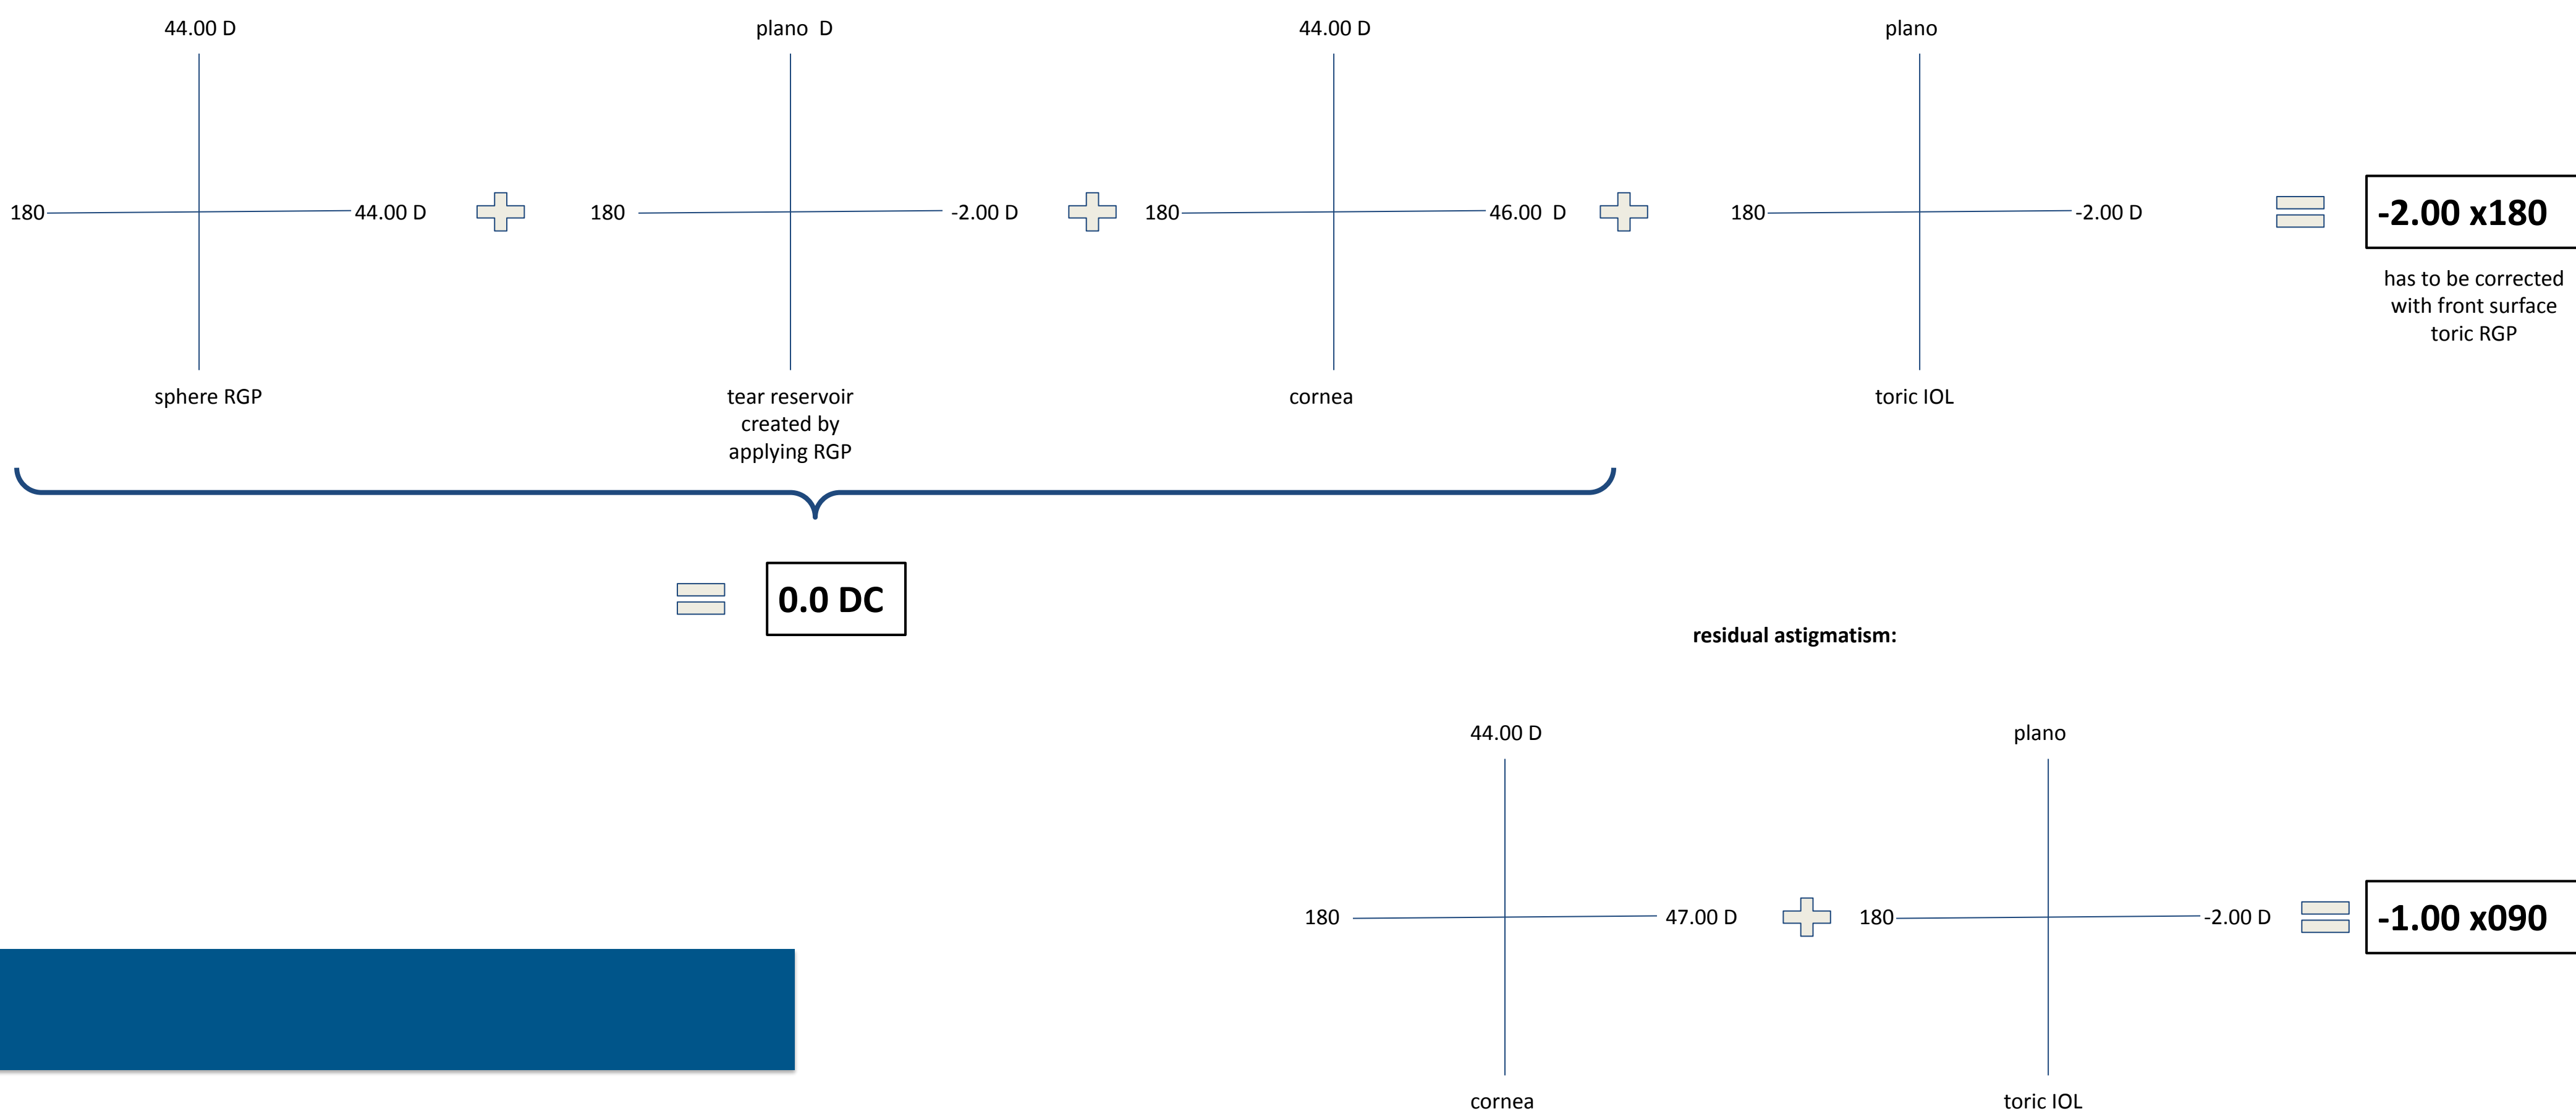 44.00 D
180
44.00 D
sphere RGP
plano D
180
-2.00 D
tear reservoir
created by
applying RGP
44.00 D
180
46.00 D
cornea
plano
180
-2.00 D
toric IOL
-2.00 x180
has to be corrected
with front surface
toric RGP
0.0 DC
residual astigmatism:
44.00 D
180
47.00 D
cornea
plano
180
-2.00 D
toric IOL
-1.00 x090